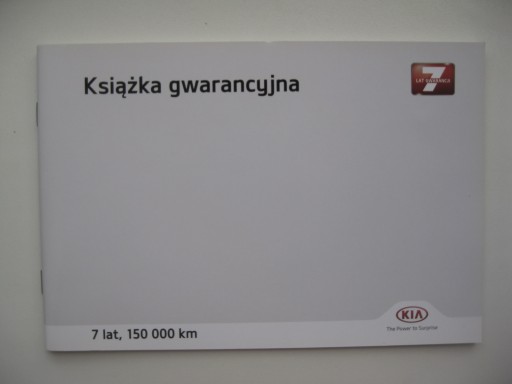 Książka gwarancyjna
7
LAT GWARANCJI
KIA
The Power to Surprise
7 lat, 150 000 km